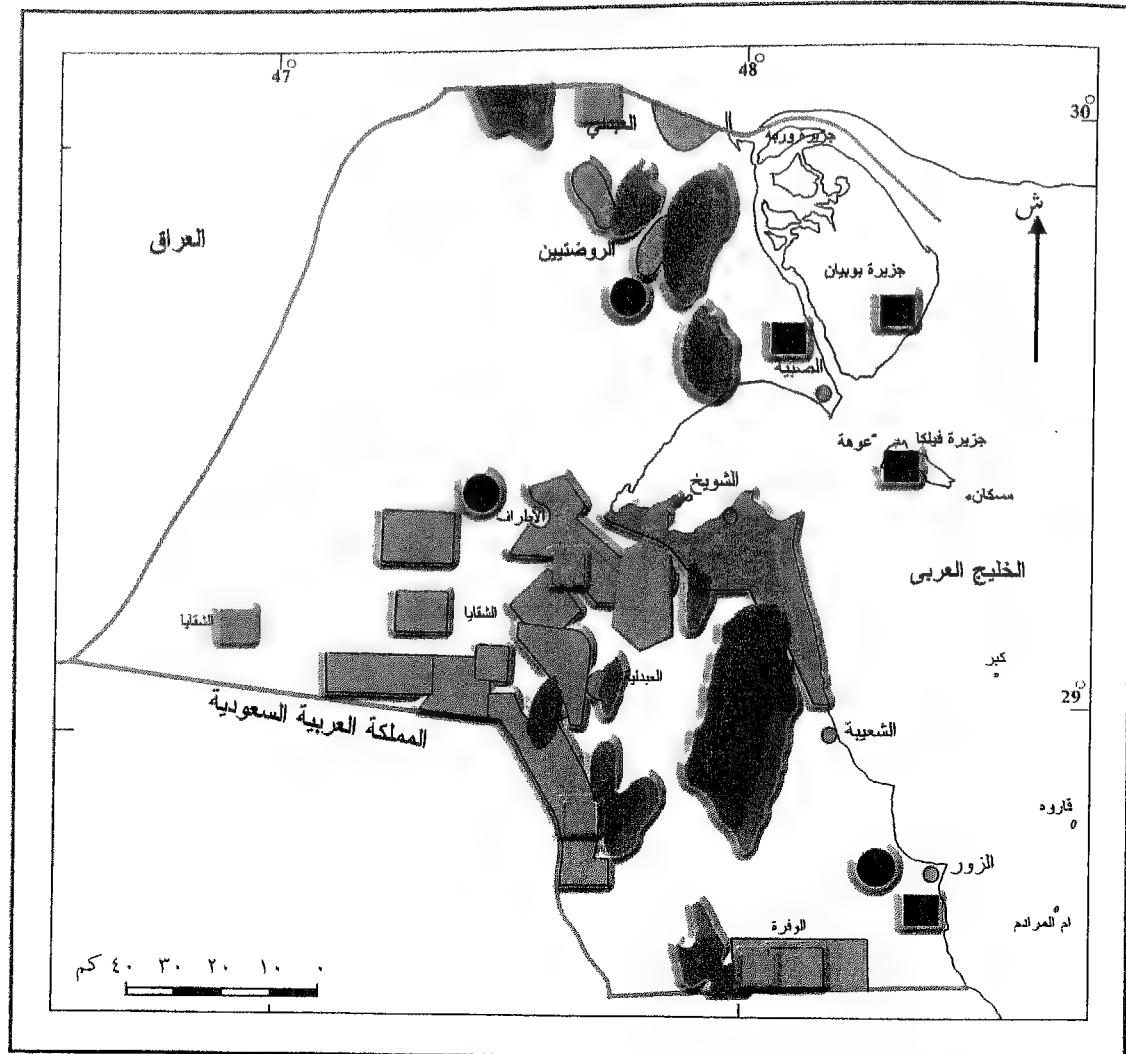 47°
48°
30°
العبدلي
جزيرة وربه
ش
العراق
الروضتين
جزيرة بوبيان
الصبية
جزيرة فيلكا
عوهة
مسكان
الشويخ
الأطراف
الخليج العربي
الشقايا
الشقايا
كبر
العبدلية
29°
المملكة العربية السعودية
الشعيبة
قاروه
الزور
ام المرادم
الوفرة
٤٠ ٣٠ ٢٠ ١٠ ٠ كم